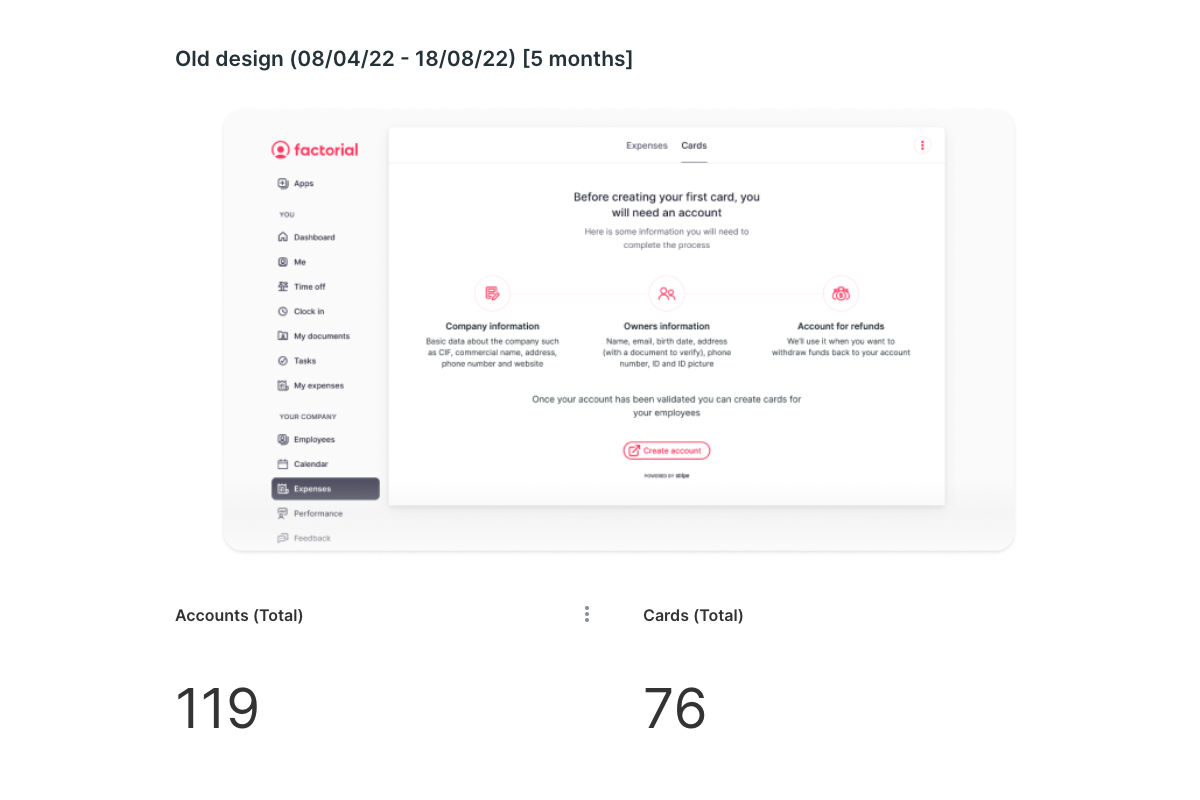 Old design (08/04/22 - 18/08/22) [5 months]
factorial
Apps
YOU
Dashboard
Me
Time off
Clock in
My documents
Tasks
My expenses
YOUR COMPANY
Employees
Calendar
Expenses
Performance
Feedback
Expenses Cards
Before creating your first card, you
will need an account
Here is some information you will need to
complete the process
Company information
Basic data about the company such
as CIF, commercial name, address,
phone number and website
Owners information
Name, email, birth date, address
(with a document to verify), phone
number, ID and ID picture
Account for refunds
We'll use it when you want to
withdraw funds back to your account
Once your account has been validated you can create cards for
your employees
Create account
POWERED BY stripe
Accounts (Total)
119
Cards (Total)
76